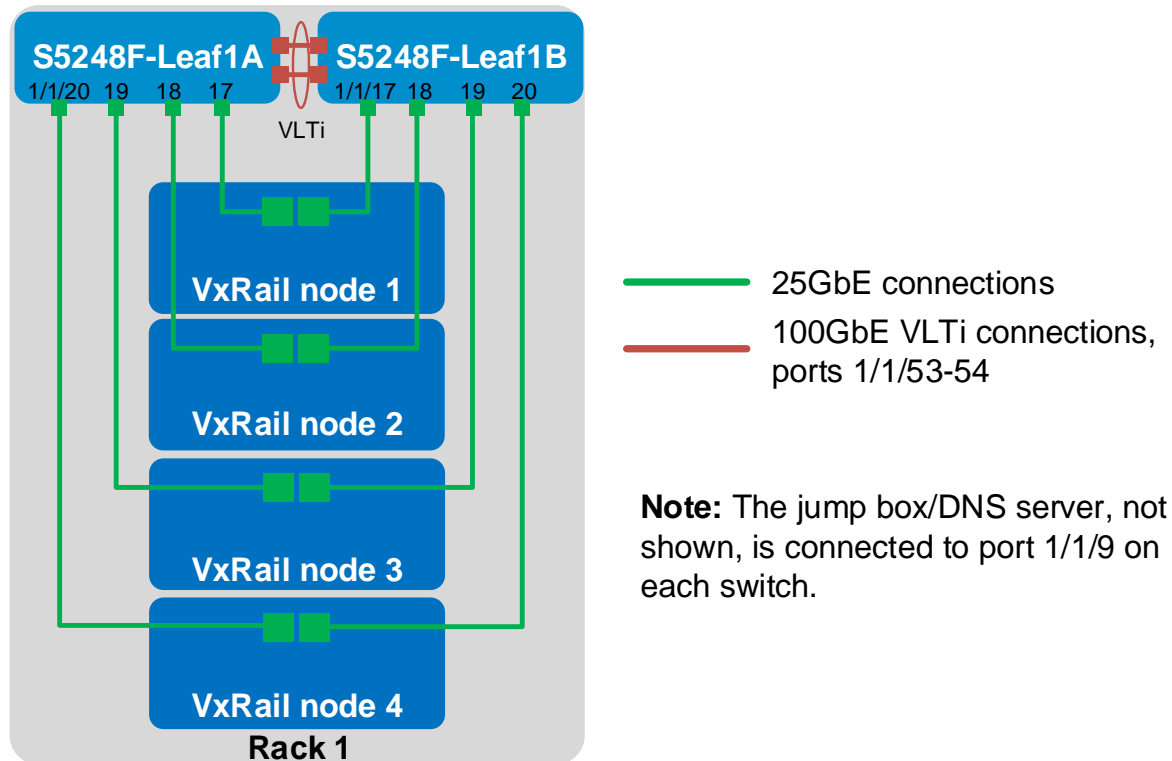 S5248F-Leaf1A
S5248F-Leaf1B
1/1/20 19 18 17
1/1/17 18 19 20
VLTi
VxRail node 1
VxRail node 2
VxRail node 3
VxRail node 4
Rack 1
25GbE connections
100GbE VLTi connections,
ports 1/1/53-54
Note: The jump box/DNS server, not
shown, is connected to port 1/1/9 on
each switch.